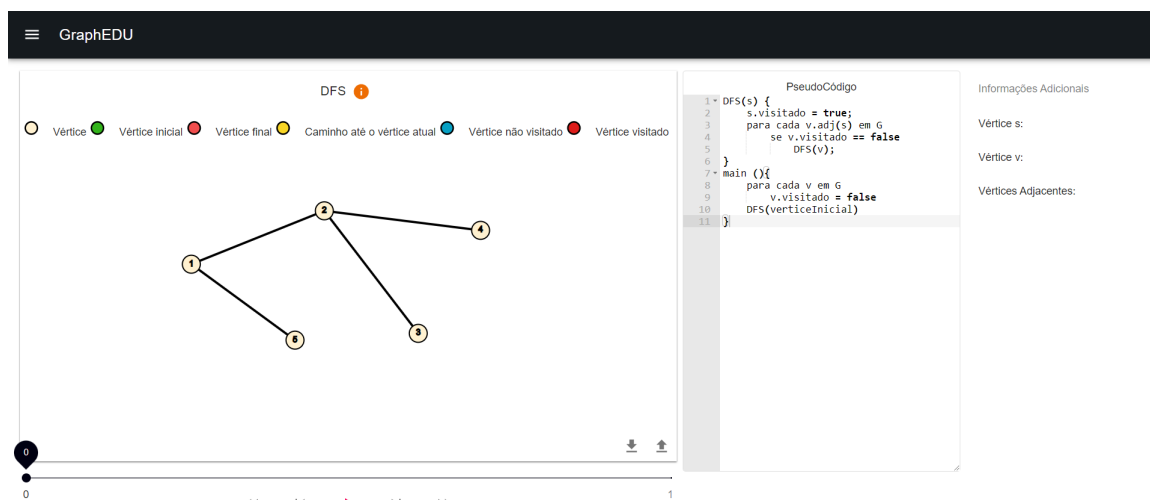 GraphEDU
DFS i
Vértice Vértice inicial Vértice final Caminho até o vértice atual Vértice não visitado Vértice visitado
2
4
1
3
5
0
0 1
PseudoCódigo
1 DFS(s) {
2 s.visitado = true;
3 para cada v.adj(s) em G
4 se v.visitado == false
5 DFS(v);
6 }
7 main (){
8 para cada v em G
9 v.visitado = false
10 DFS(verticeInicial)
11 }
Informações Adicionais
Vértice s:
Vértice v:
Vértices Adjacentes: